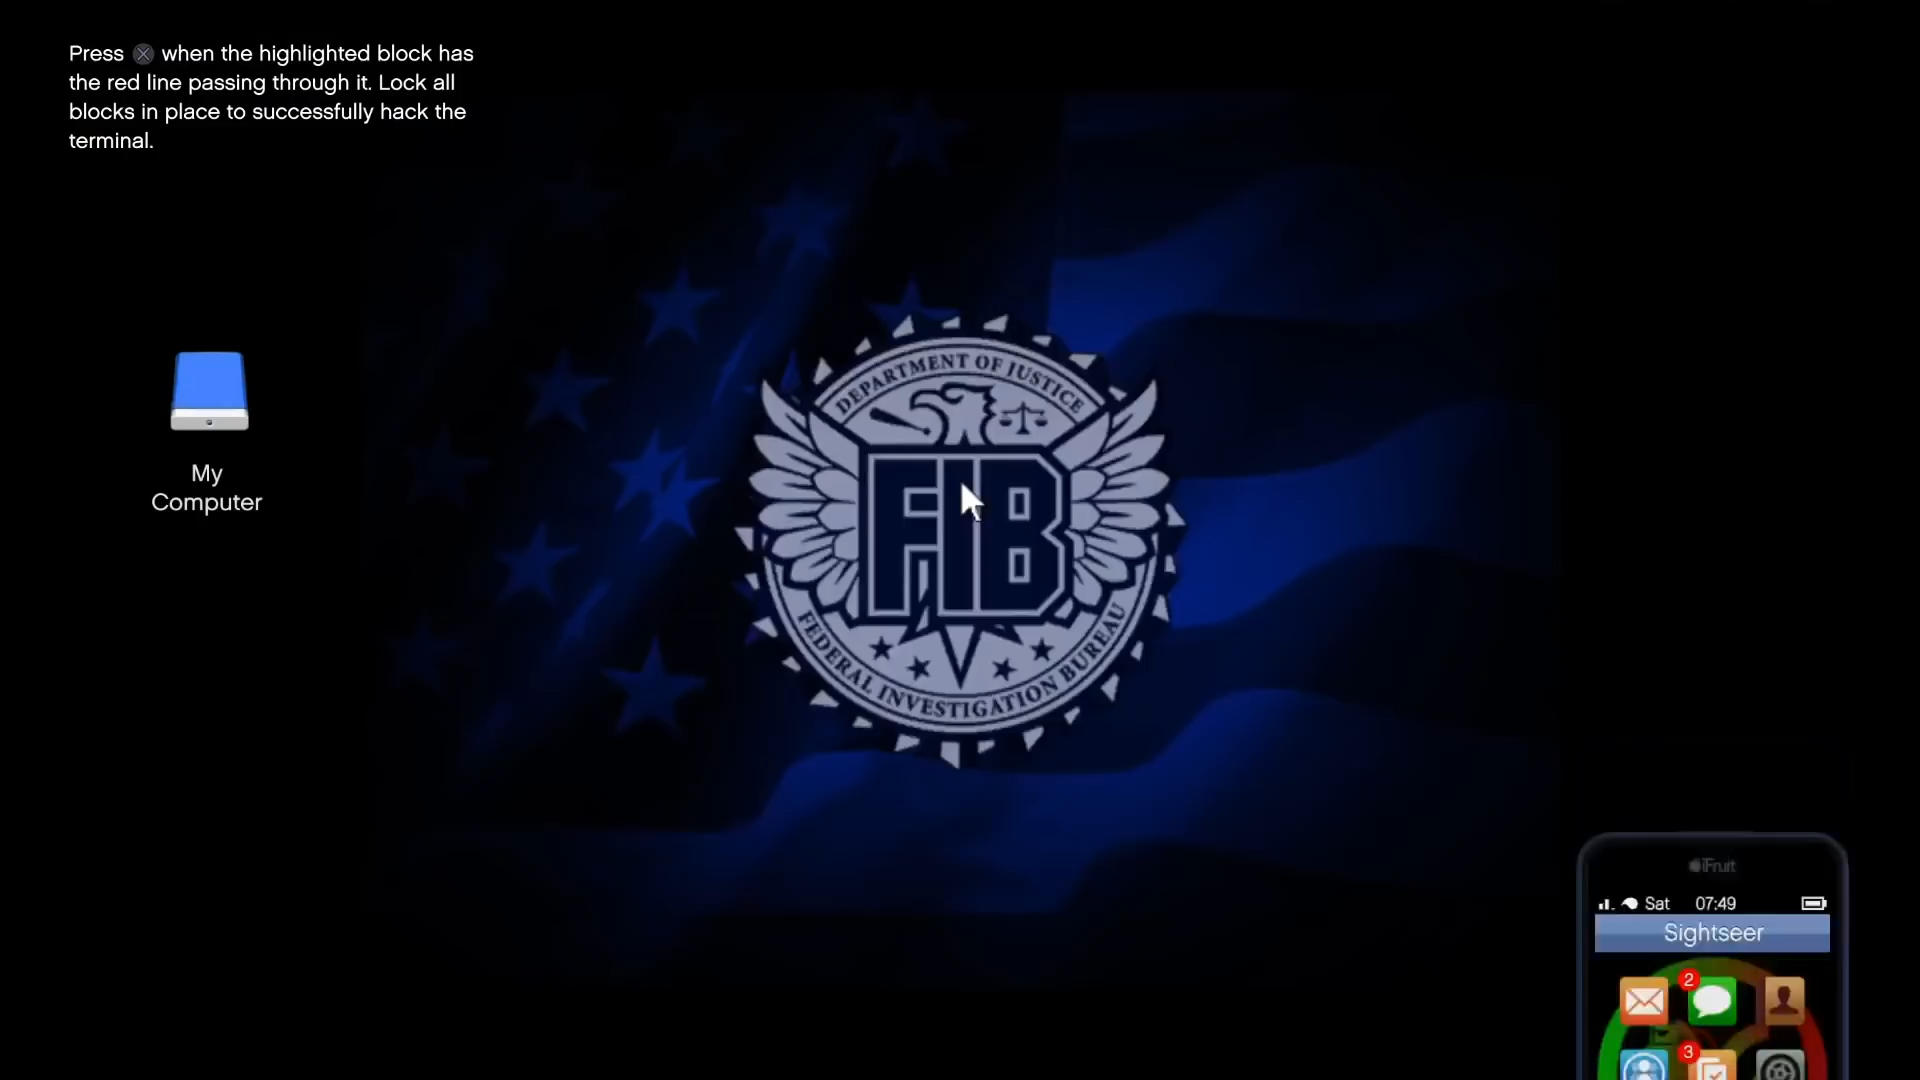 Press when the highlighted block has
the red line passing through it. Lock all
blocks in place to successfully hack the
terminal.
DEPARTMENT OF JUSTICE
FIB
FEDERAL INVESTIGATION BUREAU
My
Computer
iFruit
Sat 07:49
Sightseer
2
3